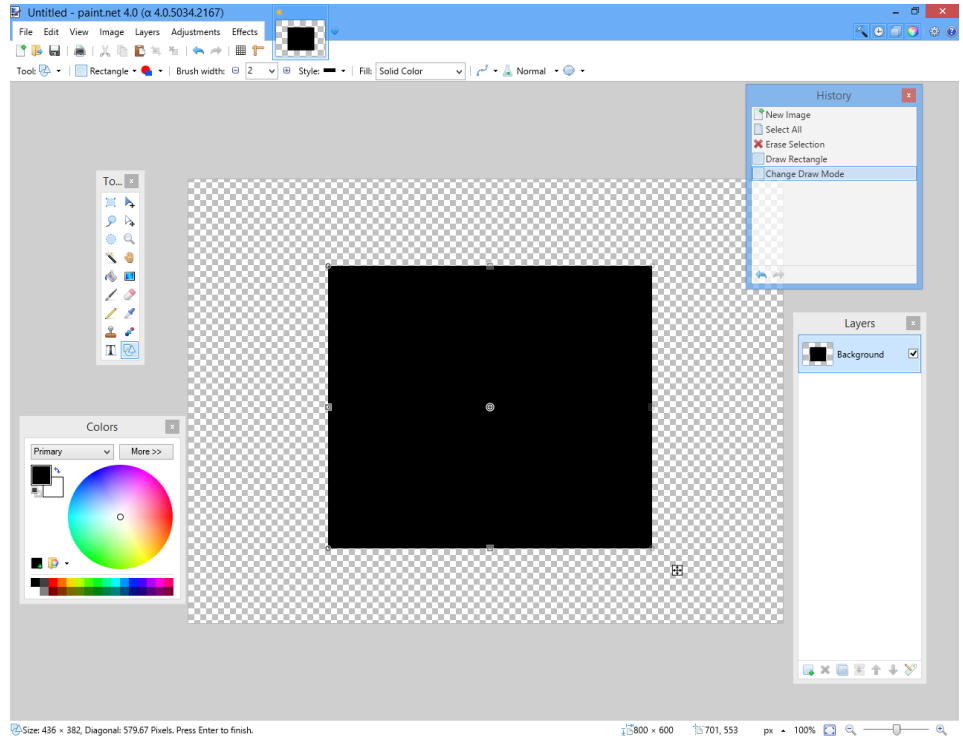 Untitled - paint.net 4.0 (α 4.0.5034.2167)
File Edit View Image Layers Adjustments Effects
Tool: Rectangle Brush width: 2 Style: Fill: Solid Color Normal
History
New Image
Select All
Erase Selection
Draw Rectangle
Change Draw Mode
To...
T
Layers
Background
Colors
Primary More >>
Size: 436 × 382, Diagonal: 579.67 Pixels. Press Enter to finish. 800 × 600 701, 553 px 100%